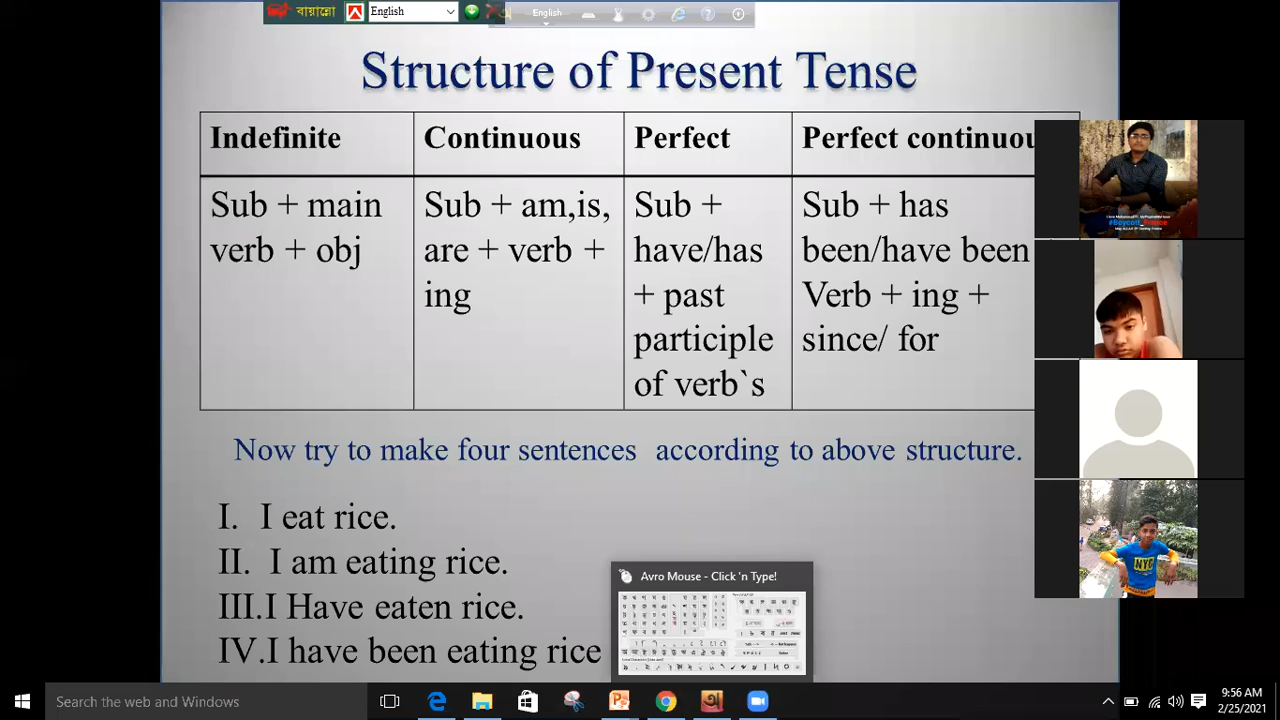 বায়ান্নো English English
Structure of Present Tense
Indefinite
Continuous
Perfect
Perfect continuou
Sub + main
verb + obj
Sub + am,is,
are + verb +
ing
Sub +
have/has
+ past
participle
of verb`s
Sub + has
been/have been
Verb + ing +
since/ for
Now try to make four sentences according to above structure.
I. I eat rice.
II. I am eating rice.
III.I Have eaten rice.
IV.I have been eating rice
Avro Mouse - Click 'n Type!
#Boycott_France
NYC
Search the web and Windows
9:56 AM
2/25/2021